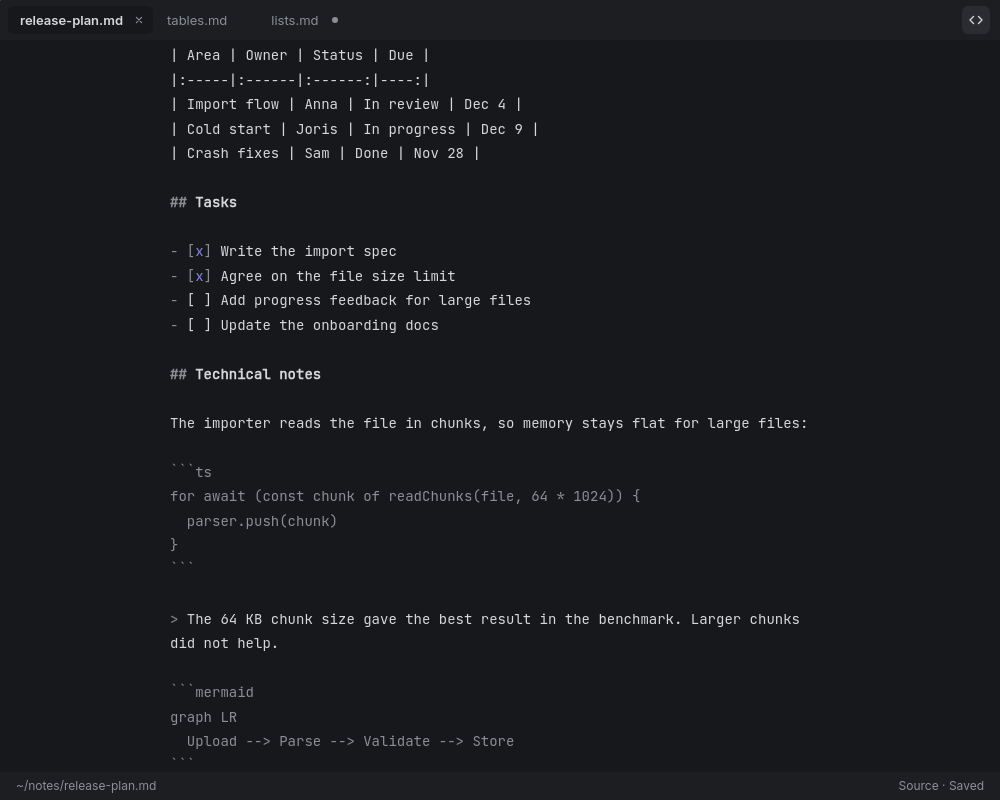 release-plan.md × tables.md lists.md ●
| Area | Owner | Status | Due |
|:-----|:------|:------:|----:|
| Import flow | Anna | In review | Dec 4 |
| Cold start | Joris | In progress | Dec 9 |
| Crash fixes | Sam | Done | Nov 28 |
## Tasks
- [x] Write the import spec
- [x] Agree on the file size limit
- [ ] Add progress feedback for large files
- [ ] Update the onboarding docs
## Technical notes
The importer reads the file in chunks, so memory stays flat for large files:
```ts
for await (const chunk of readChunks(file, 64 * 1024)) {
  parser.push(chunk)
}
```
> The 64 KB chunk size gave the best result in the benchmark. Larger chunks
did not help.
```mermaid
graph LR
  Upload --> Parse --> Validate --> Store
```
~/notes/release-plan.md Source · Saved